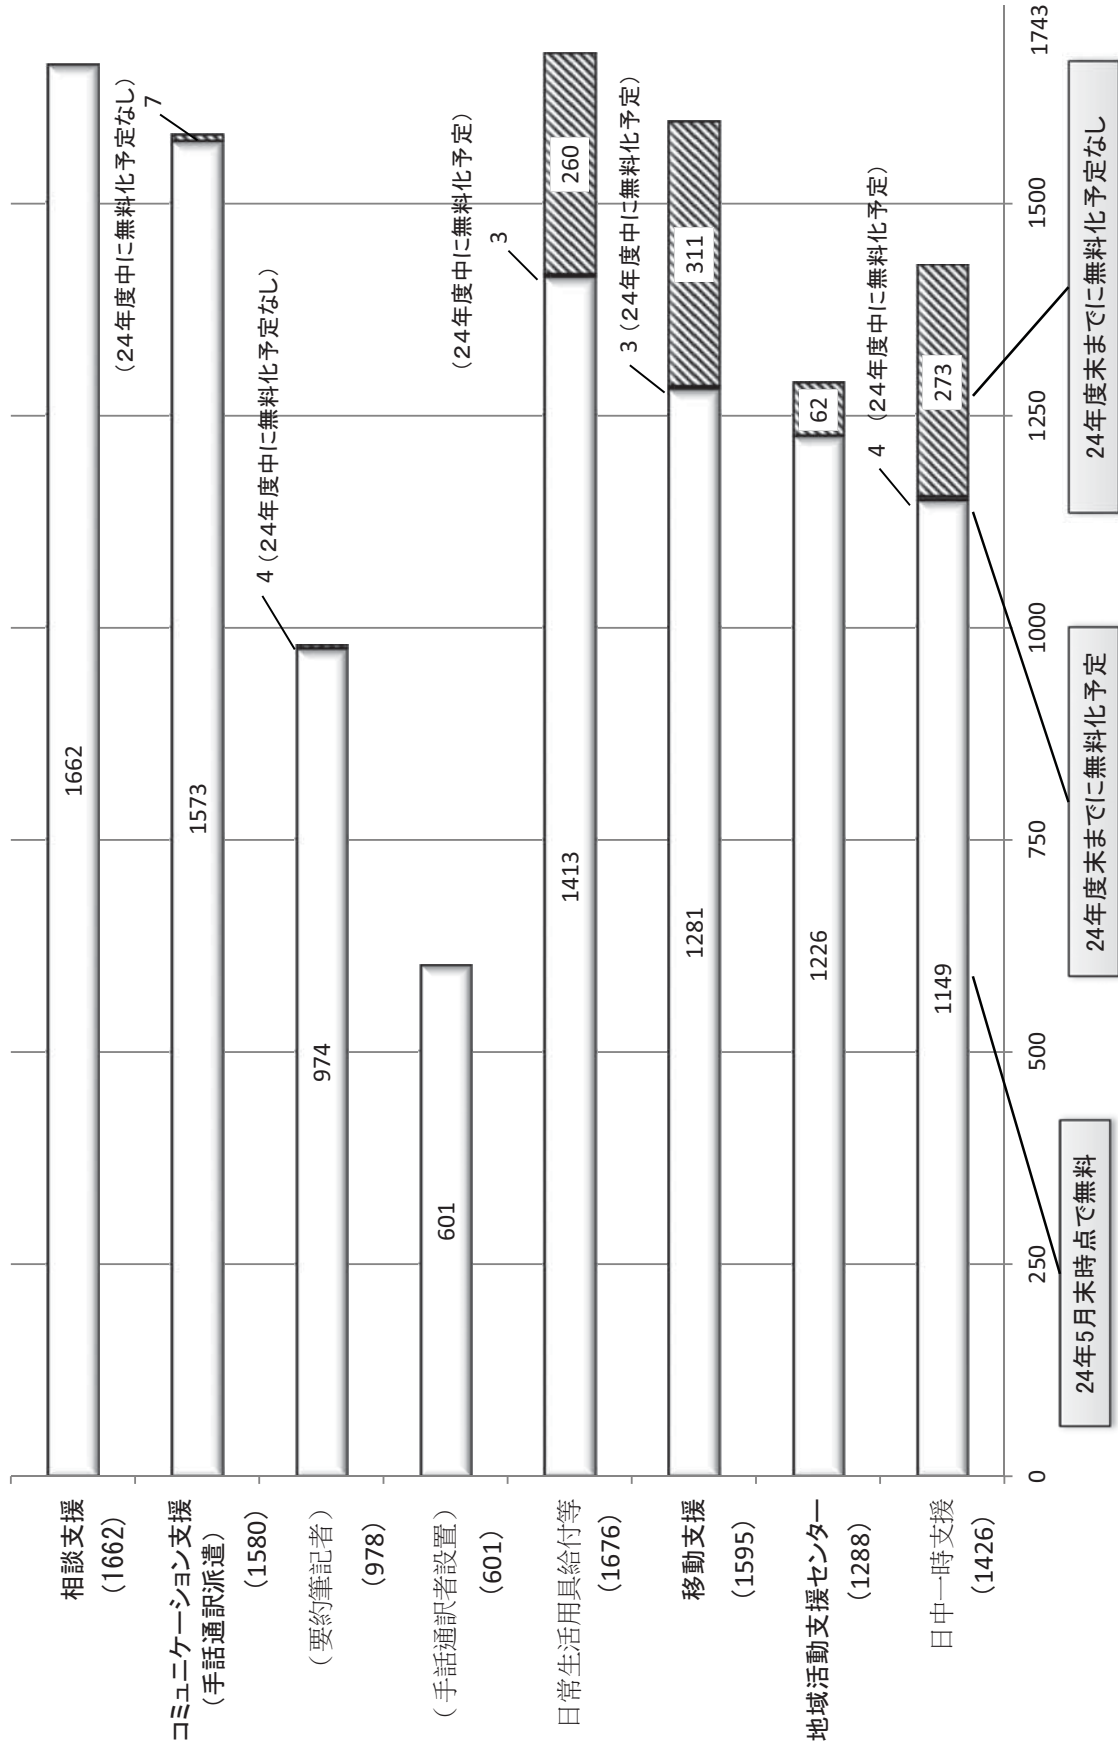 相談支援
(1662)
1662
コミュニケーション支援
(手話通訳派遣)
(1580)
1573
(24年度中に無料化予定なし)
7
(要約筆記者)
(978)
974
4 (24年度中に無料化予定なし)
(手話通訳者設置)
(601)
601
日常生活用具給付等
(1676)
1413
(24年度中に無料化予定)
3
260
移動支援
(1595)
1281
3 (24年度中に無料化予定)
311
地域活動支援センター
(1288)
1226
62
日中一時支援
(1426)
1149
4 (24年度中に無料化予定)
273
0 250 500 750 1000 1250 1500 1743
24年5月末時点で無料
24年度末までに無料化予定
24年度末までに無料化予定なし